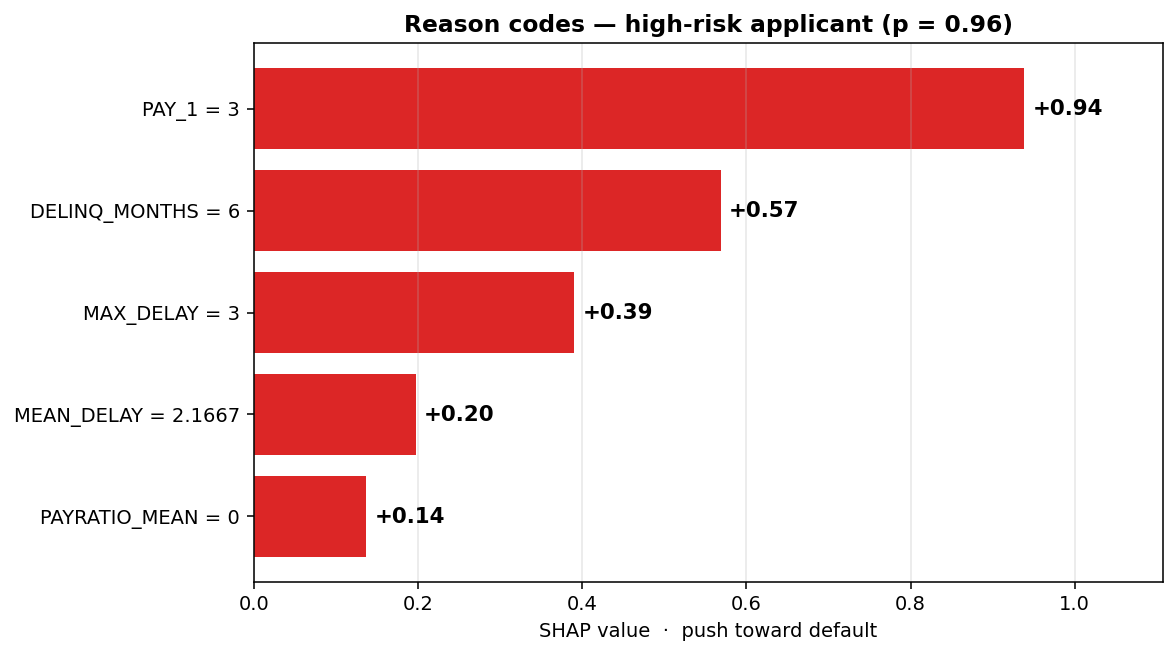 Reason codes — high-risk applicant (p = 0.96)
PAY_1 = 3
+0.94
DELINQ_MONTHS = 6
+0.57
MAX_DELAY = 3
+0.39
MEAN_DELAY = 2.1667
+0.20
PAYRATIO_MEAN = 0
+0.14
0.0 0.2 0.4 0.6 0.8 1.0
SHAP value · push toward default